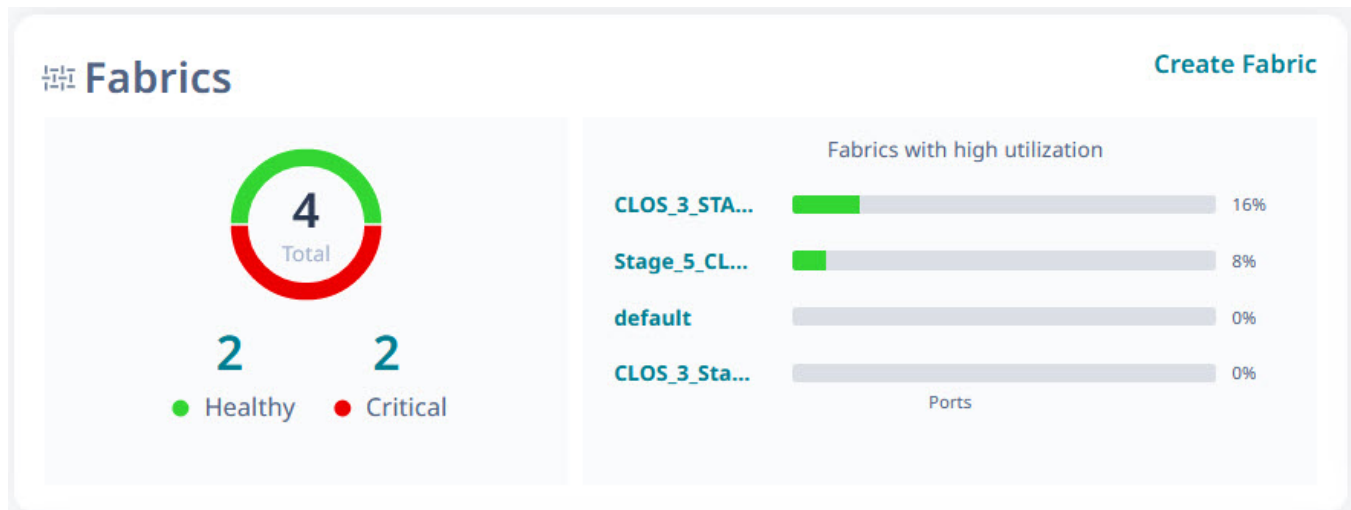 Fabrics
Create Fabric
4
Total
2 2
Healthy Critical
Fabrics with high utilization
CLOS_3_STA... 16%
Stage_5_CL... 8%
default 0%
CLOS_3_Sta... 0%
Ports